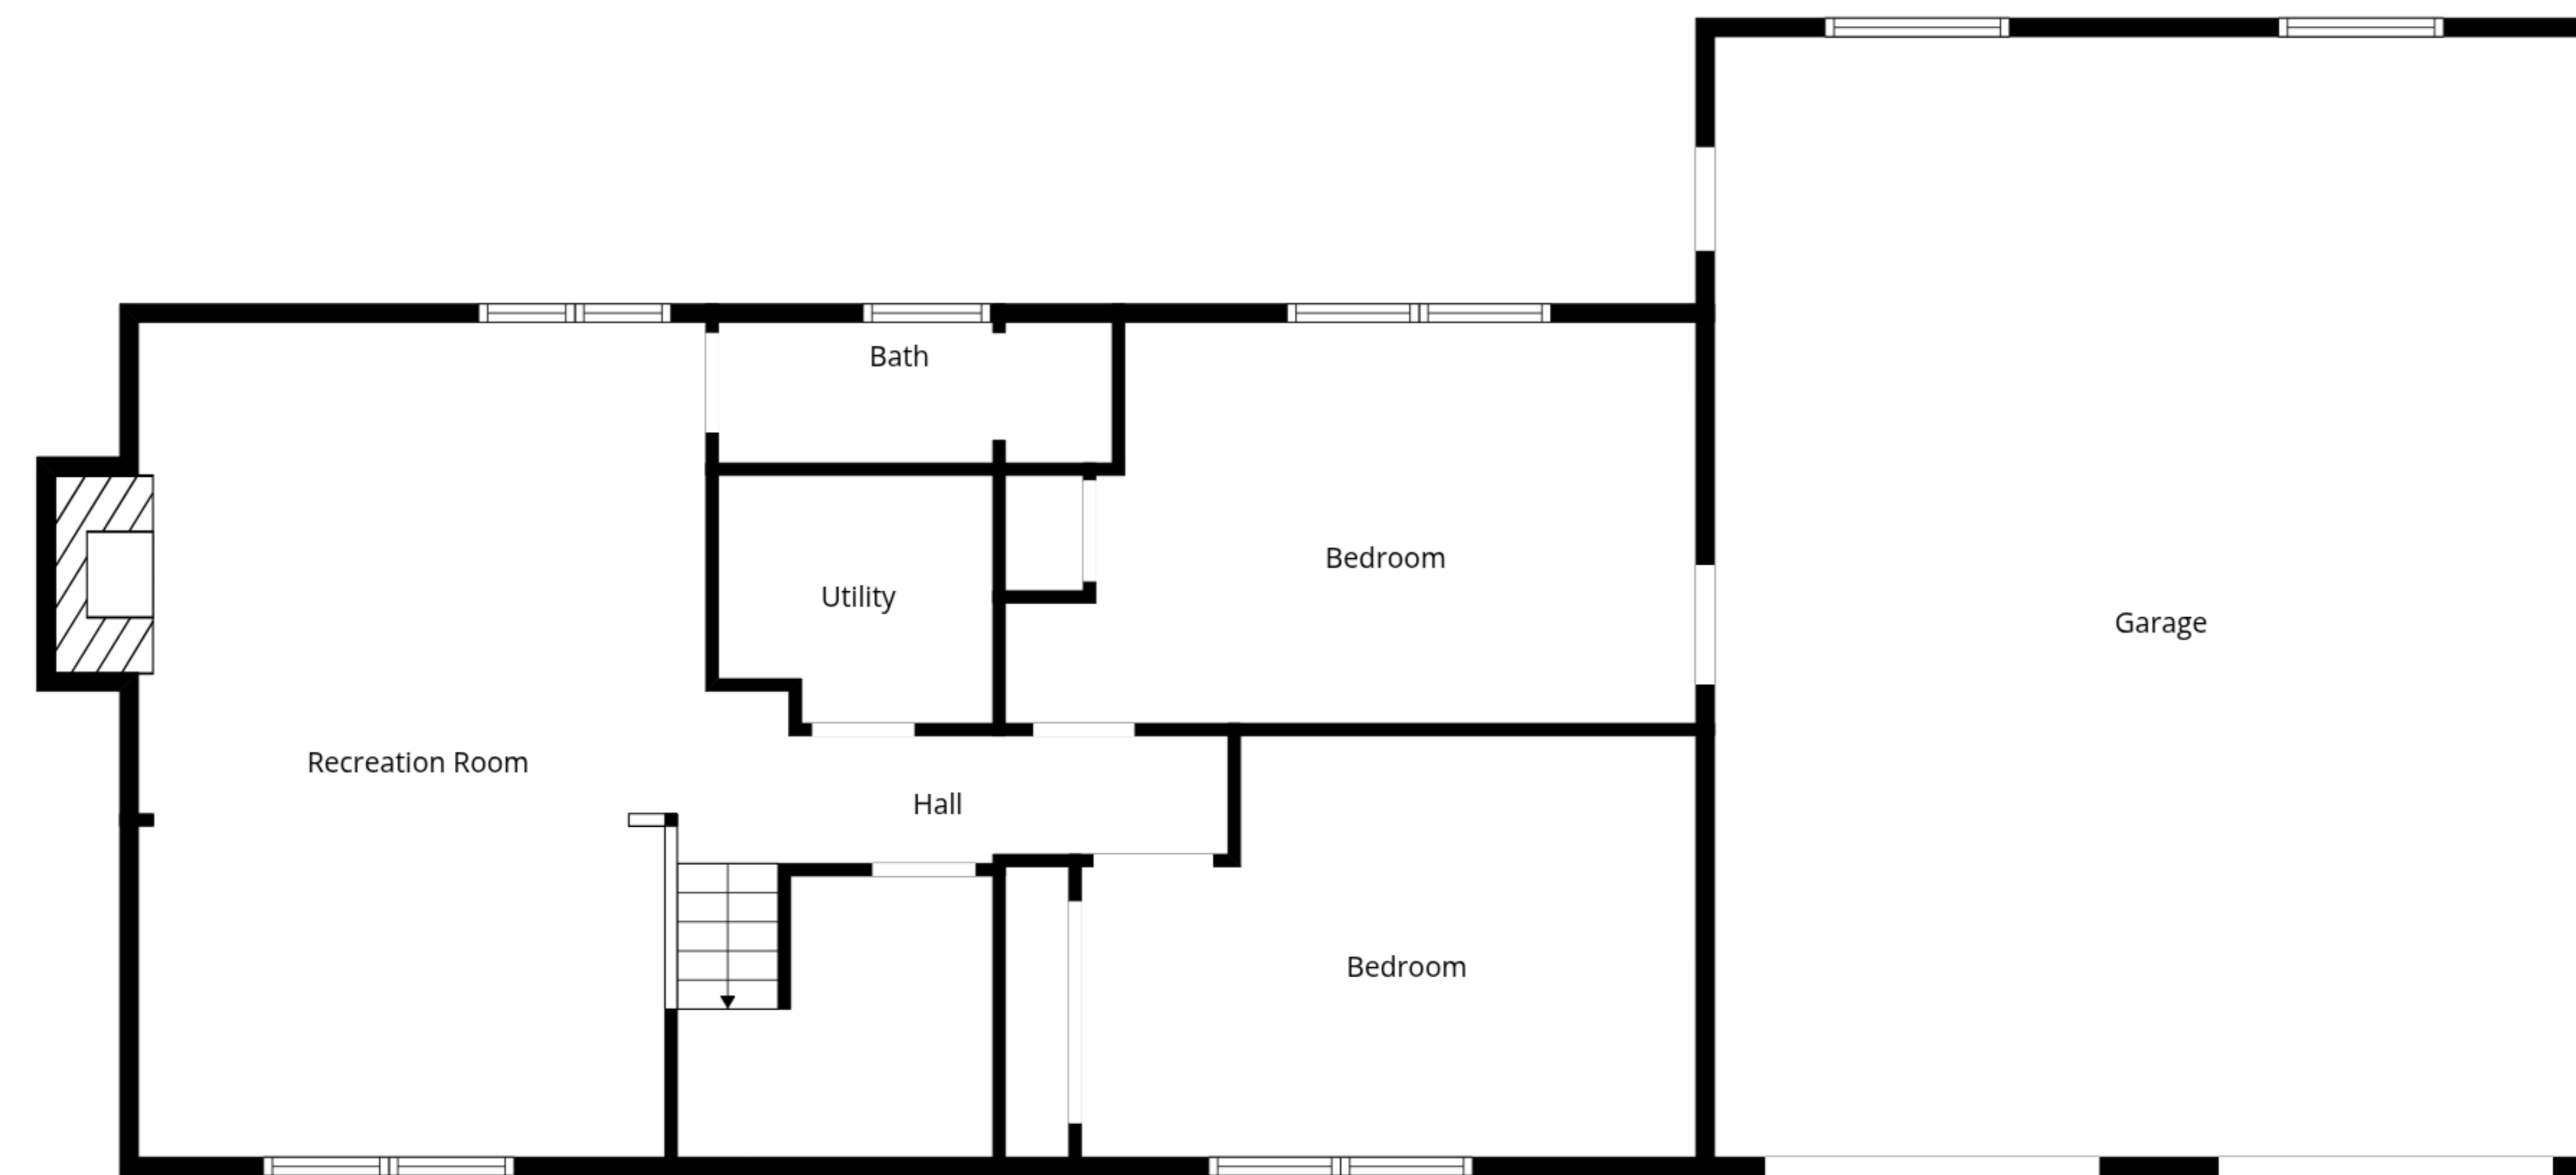 Bath
Bedroom
Utility
Garage
Recreation Room
Hall
Bedroom